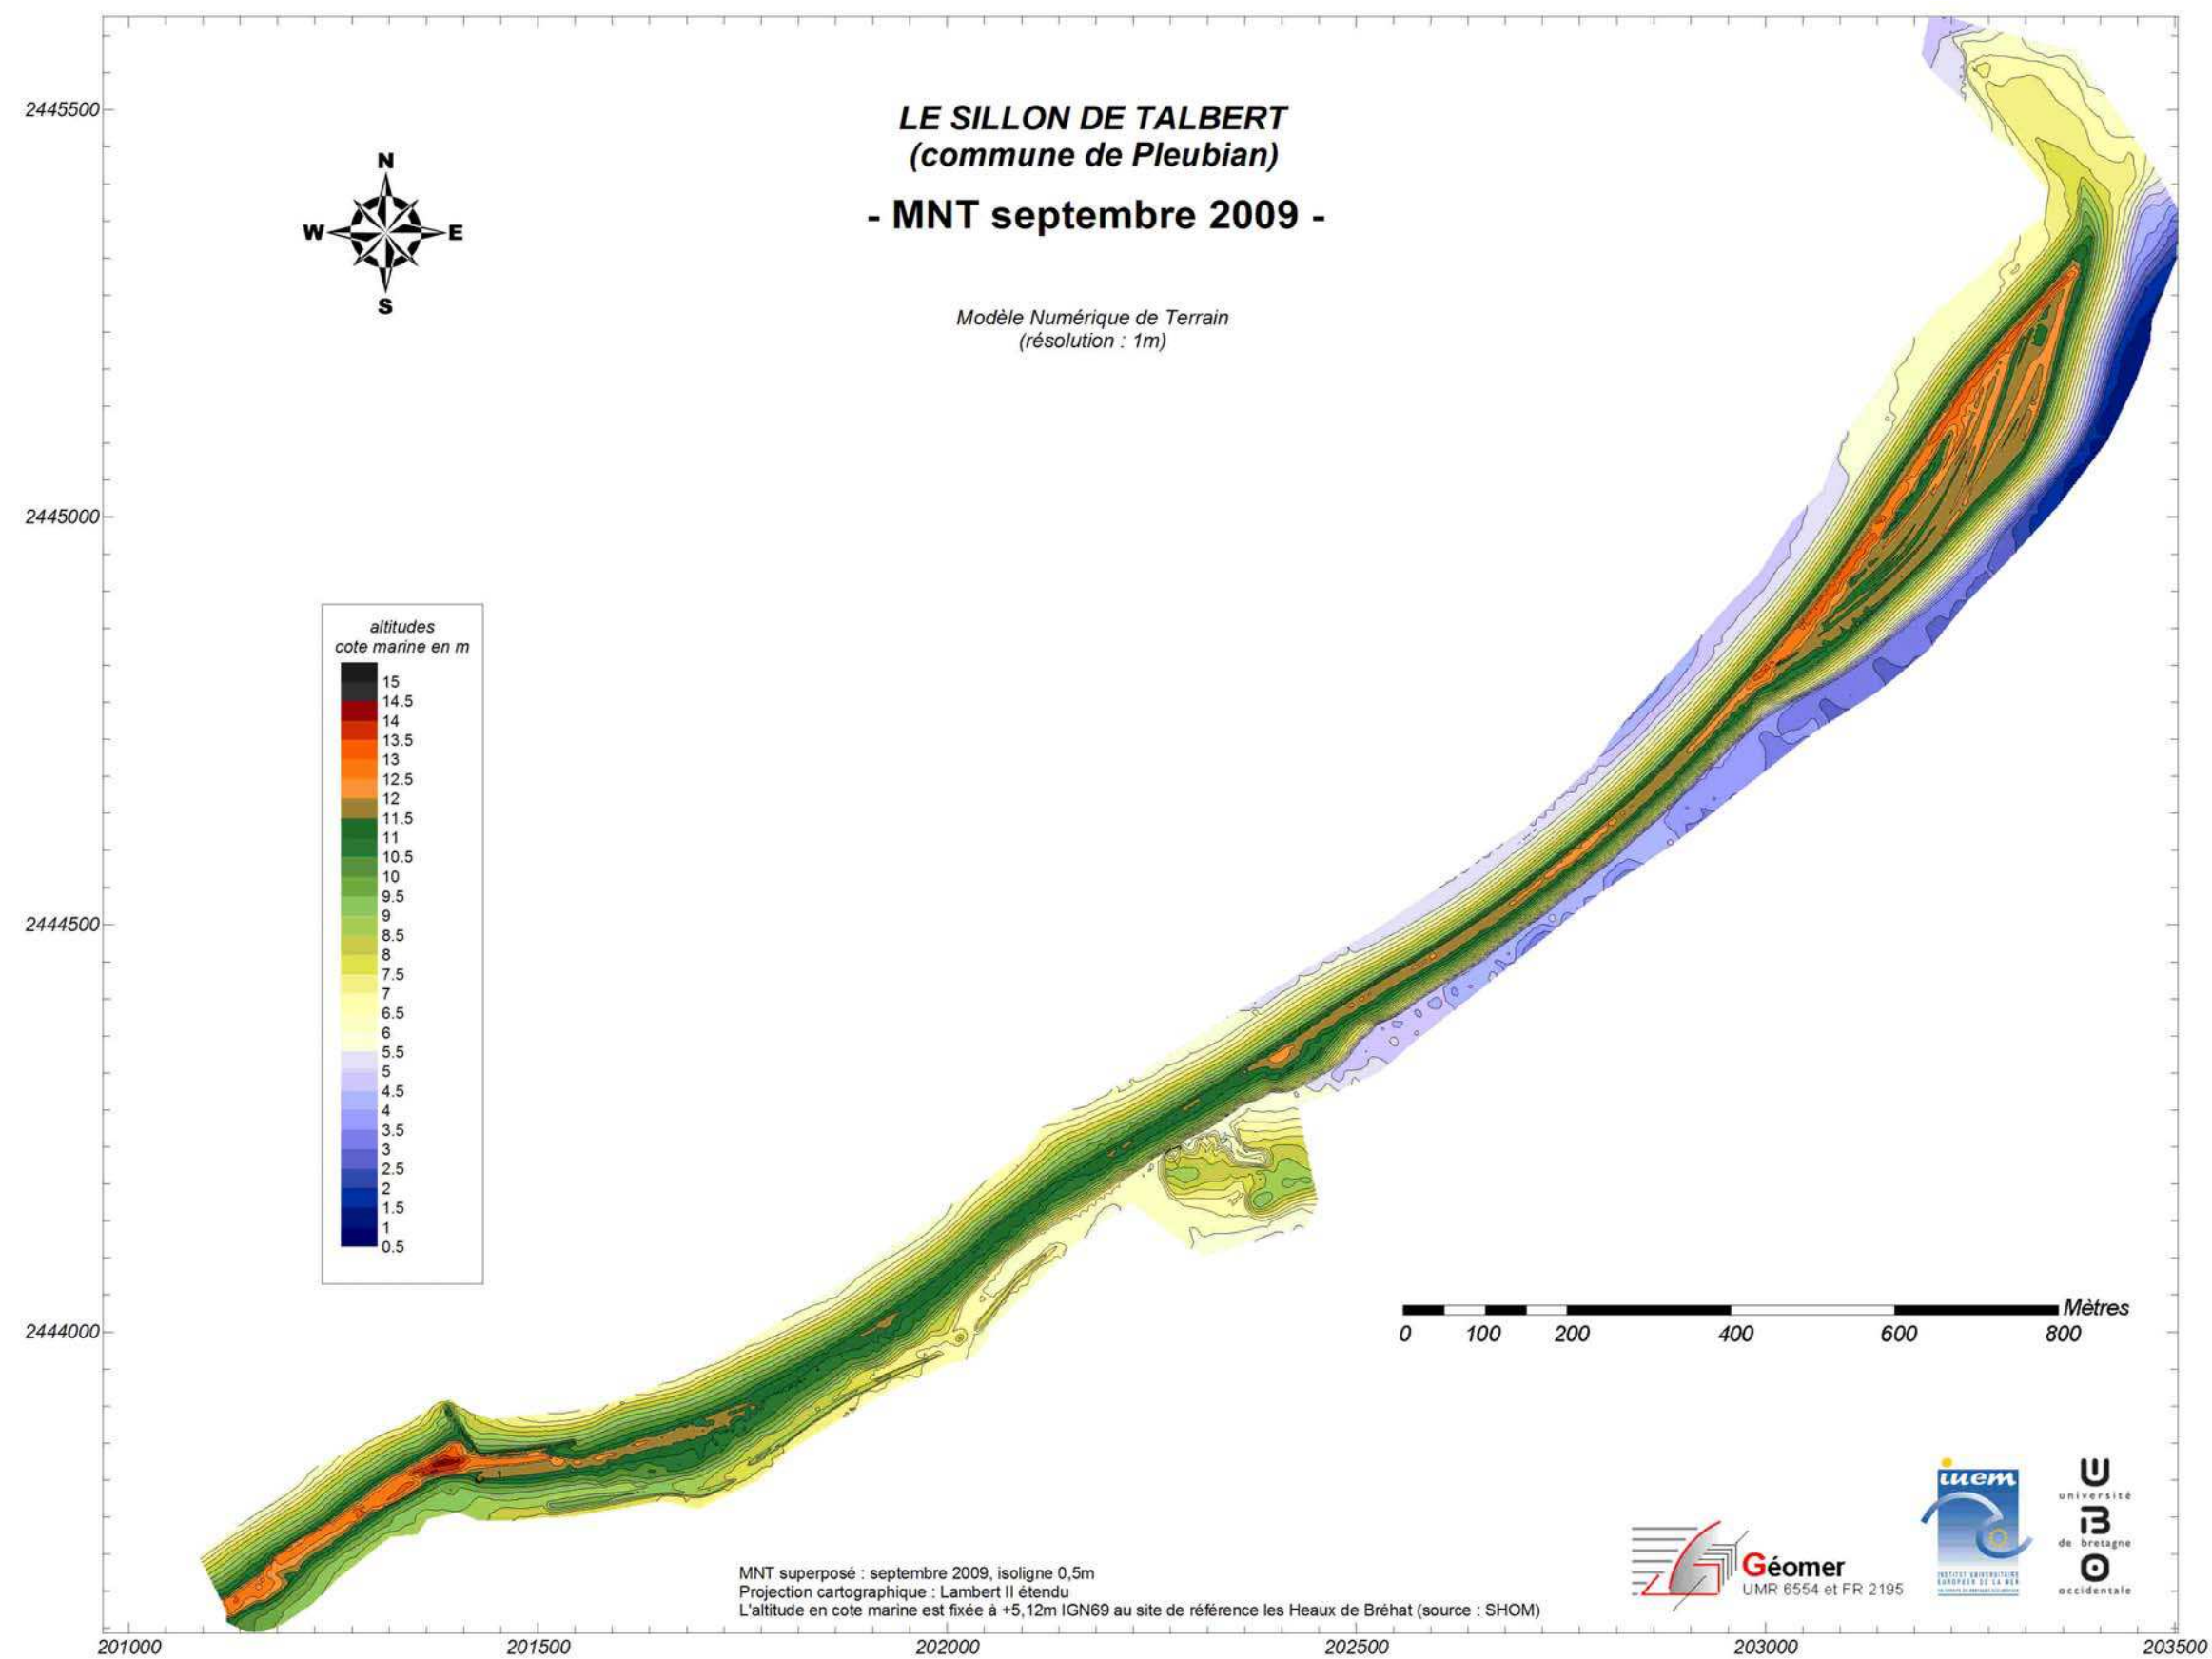 LE SILLON DE TALBERT
(commune de Pleubian)
- MNT septembre 2009 -
Modèle Numérique de Terrain
(résolution : 1m)
N
W
E
S
2445500
2445000
2444500
2444000
altitudes
cote marine en m
15
14.5
14
13.5
13
12.5
12
11.5
11
10.5
10
9.5
9
8.5
8
7.5
7
6.5
6
5.5
5
4.5
4
3.5
3
2.5
2
1.5
1
0.5
Mètres
0 100 200 400 600 800
MNT superposé : septembre 2009, isoligne 0,5m
Projection cartographique : Lambert II étendu
L'altitude en cote marine est fixée à +5,12m IGN69 au site de référence les Heaux de Bréhat (source : SHOM)
Géomer
UMR 6554 et FR 2195
iuem
INSTITUT UNIVERSITAIRE
EUROPEEN DE LA MER
U
université
B
de bretagne
O
occidentale
201000 201500 202000 202500 203000 203500